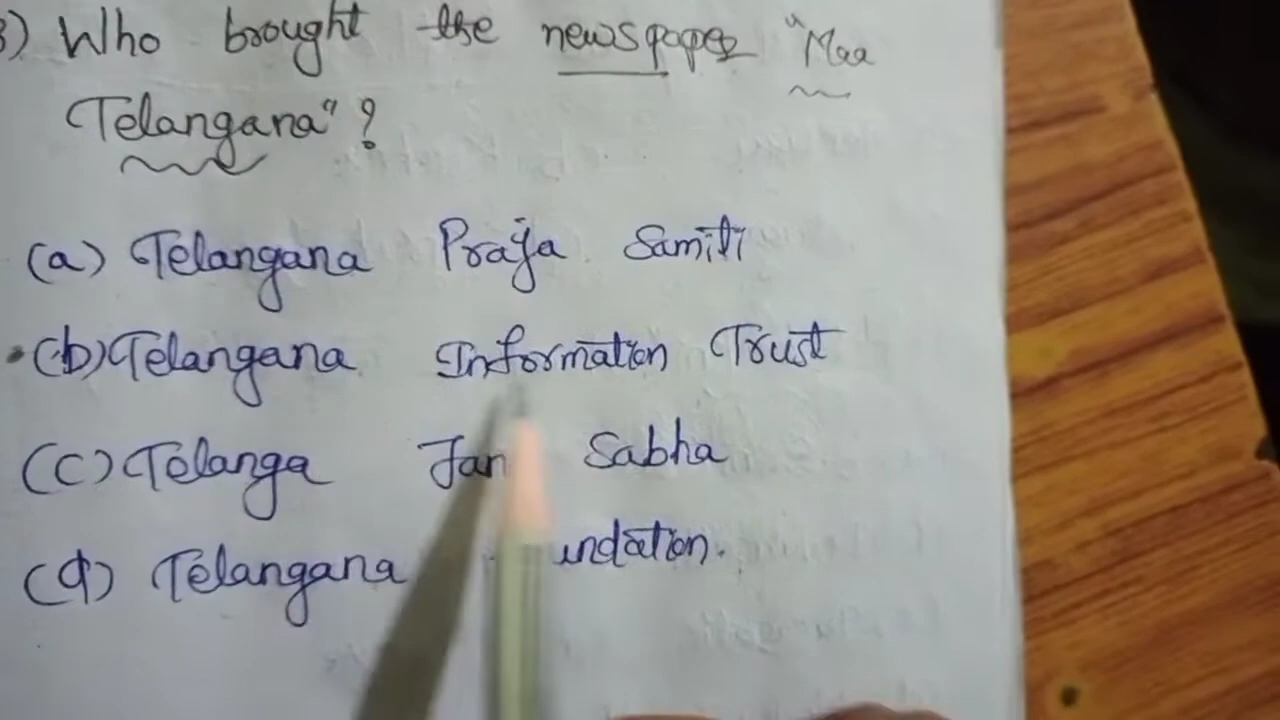 3) Who brought the newspaper "Maa
Telangana"?
(a) Telangana Praja Samiti
(b) Telangana Information Trust
(c) Telanga Jan Sabha
(d) Telangana undation.